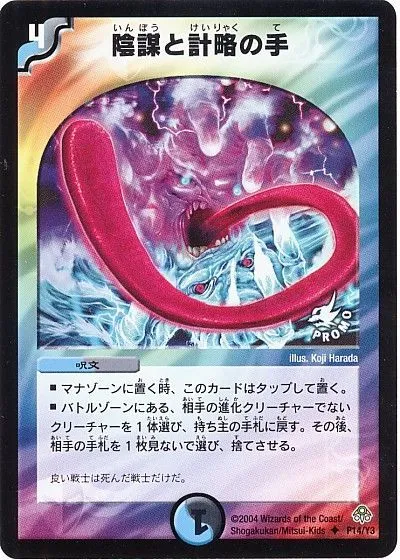 4
いんぼう けいりゃく て
陰謀と計略の手
PROMO
illus. Koji Harada
呪文
■ マナゾーンに置く時、このカードはタップして置く。
■ バトルゾーンにある、相手の進化クリーチャーでない
クリーチャーを1体選び、持ち主の手札に戻す。その後、
相手の手札を1枚見ないで選び、捨てさせる。
良い戦士は死んだ戦士だけだ。
1
©2004 Wizards of the Coast/
Shogakukan/Mitsui-Kids P14/Y3